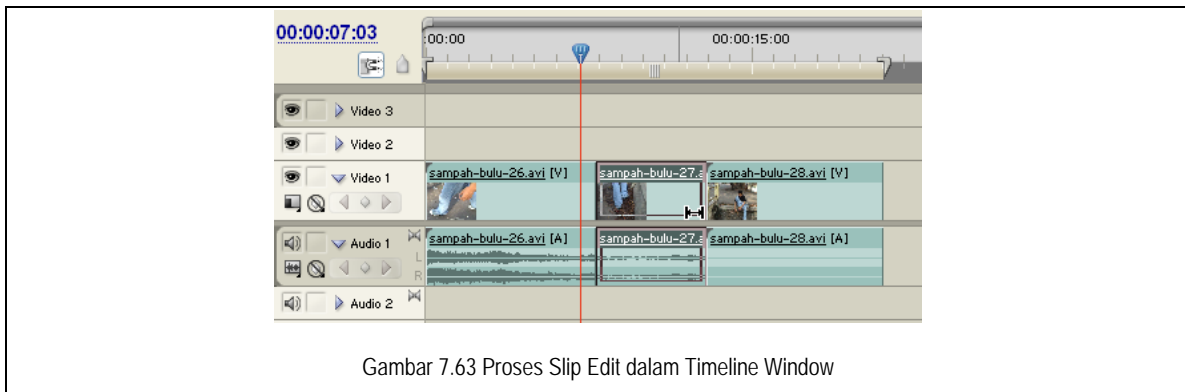 00:00:07:03
:00:00
00:00:15:00
Video 3
Video 2
Video 1
sampah-bulu-26.avi [V]
sampah-bulu-27.a
sampah-bulu-28.avi [V]
Audio 1
L
R
sampah-bulu-26.avi [A]
sampah-bulu-27.a
sampah-bulu-28.avi [A]
Audio 2
Gambar 7.63 Proses Slip Edit dalam Timeline Window